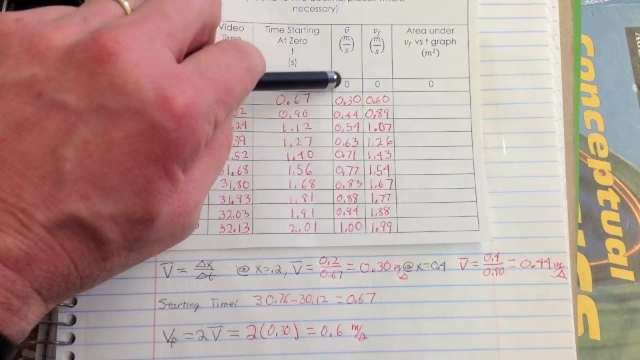 necessary)
Video Time Starting v̄ vf Area under
Time At Zero (m/s) (m/s) vf vs t graph
t (m²)
(s)
0 0 0
0.67 0.30 0.60
0.90 0.44 0.89
1.12 0.54 1.07
1.27 0.63 1.26
.52 1.40 0.71 1.43
31.68 1.56 0.77 1.54
31.80 1.68 0.83 1.67
31.93 1.81 0.88 1.77
32.03 1.91 0.94 1.88
32.13 2.01 1.00 1.99
V̄ = Δx/Δt @ x=.2, V̄ = 0.2/0.67 = 0.30 m/s @ x=0.4 V̄ = 0.4/0.90 = 0.44 m/s
Starting Time! 30.76-30.12 = 0.67
Vf = 2V̄ = 2(0.30) = 0.6 m/s
conceptual